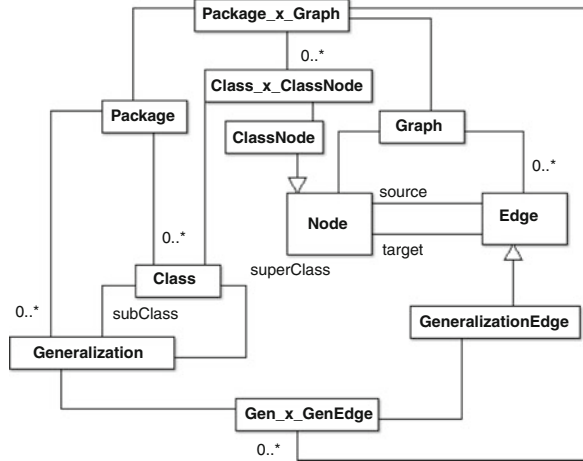 Package_x_Graph
0..*
Class_x_ClassNode
Package
ClassNode
Graph
0..*
source
Node
Edge
target
0..*
superClass
Class
subClass
0..*
GeneralizationEdge
Generalization
Gen_x_GenEdge
0..*